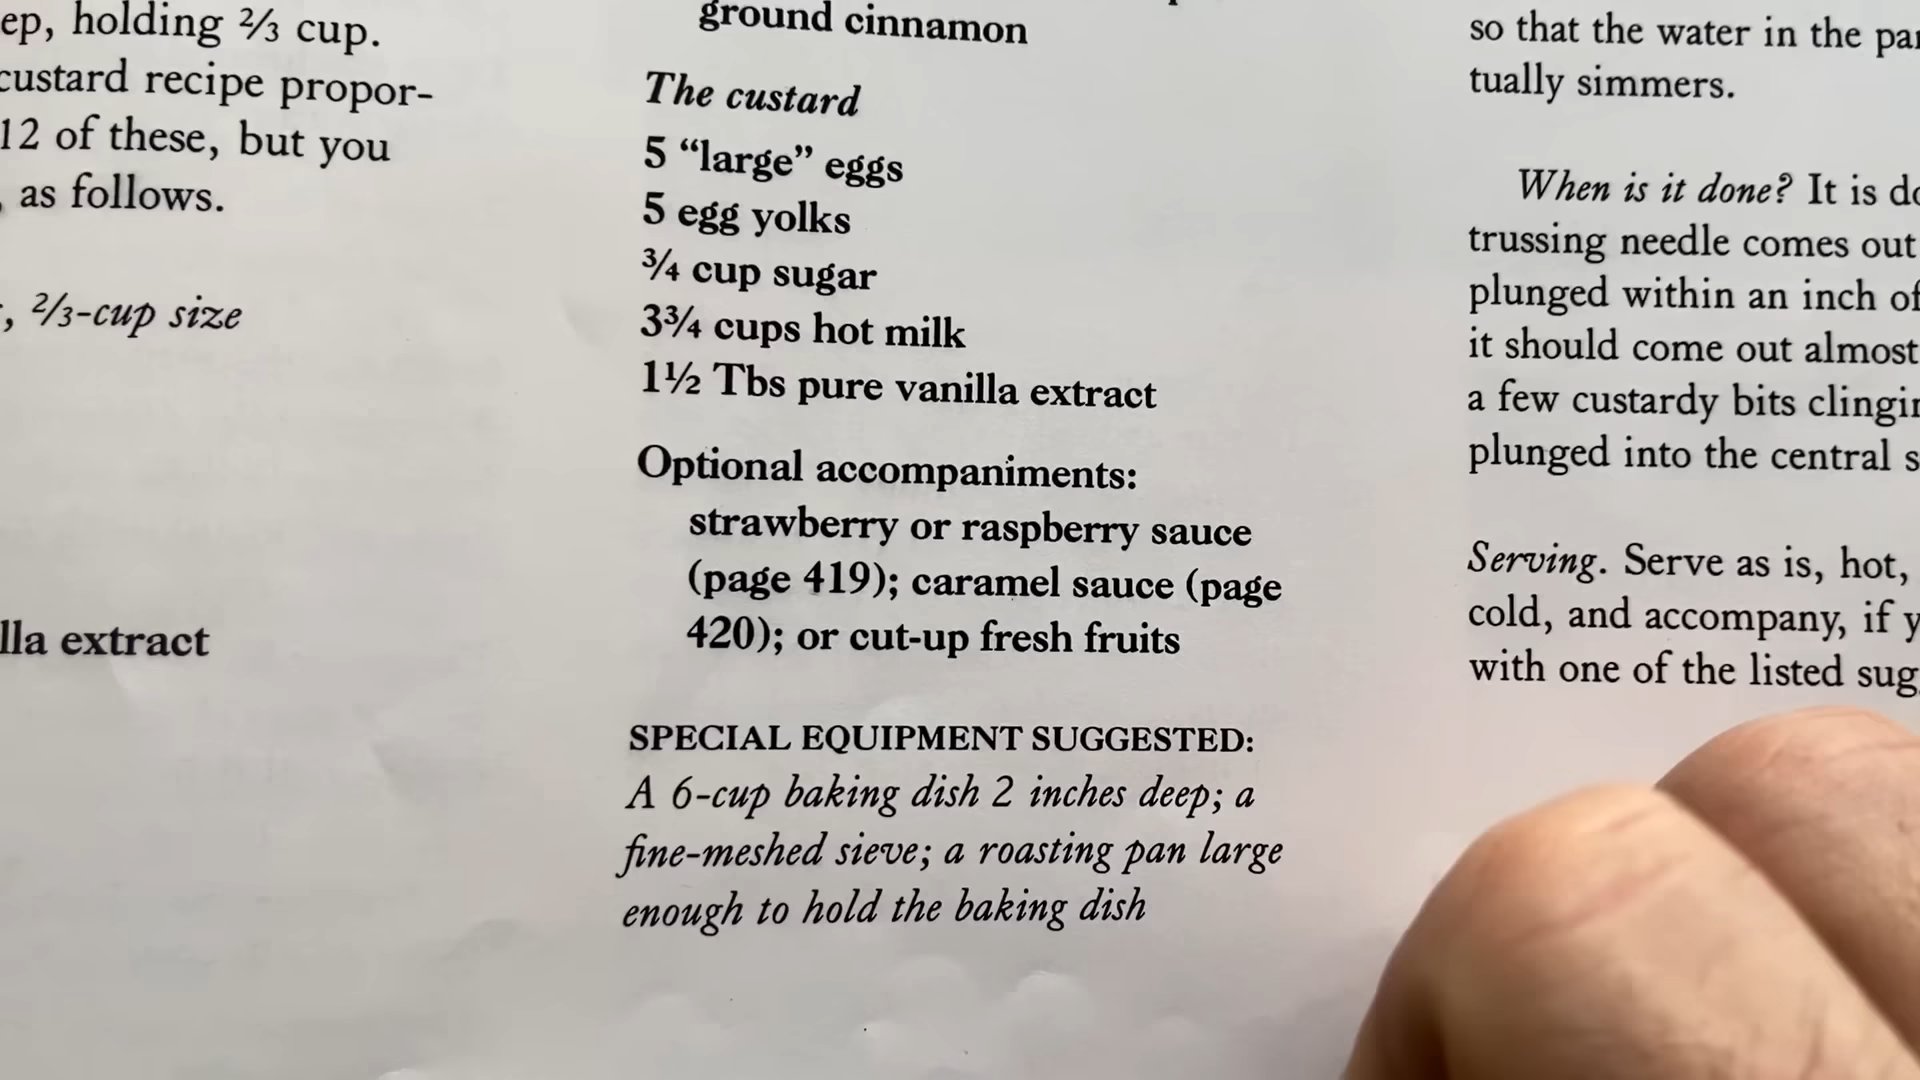 ep, holding ⅔ cup.
custard recipe propor-
12 of these, but you
, as follows.
, ⅔-cup size
lla extract
ground cinnamon
The custard
5 “large” eggs
5 egg yolks
¾ cup sugar
3¾ cups hot milk
1½ Tbs pure vanilla extract
Optional accompaniments:
strawberry or raspberry sauce
(page 419); caramel sauce (page
420); or cut-up fresh fruits
SPECIAL EQUIPMENT SUGGESTED:
A 6-cup baking dish 2 inches deep; a
fine-meshed sieve; a roasting pan large
enough to hold the baking dish
so that the water in the pa
tually simmers.
When is it done? It is do
trussing needle comes out
plunged within an inch of
it should come out almost
a few custardy bits clingin
plunged into the central s
Serving. Serve as is, hot,
cold, and accompany, if y
with one of the listed sug